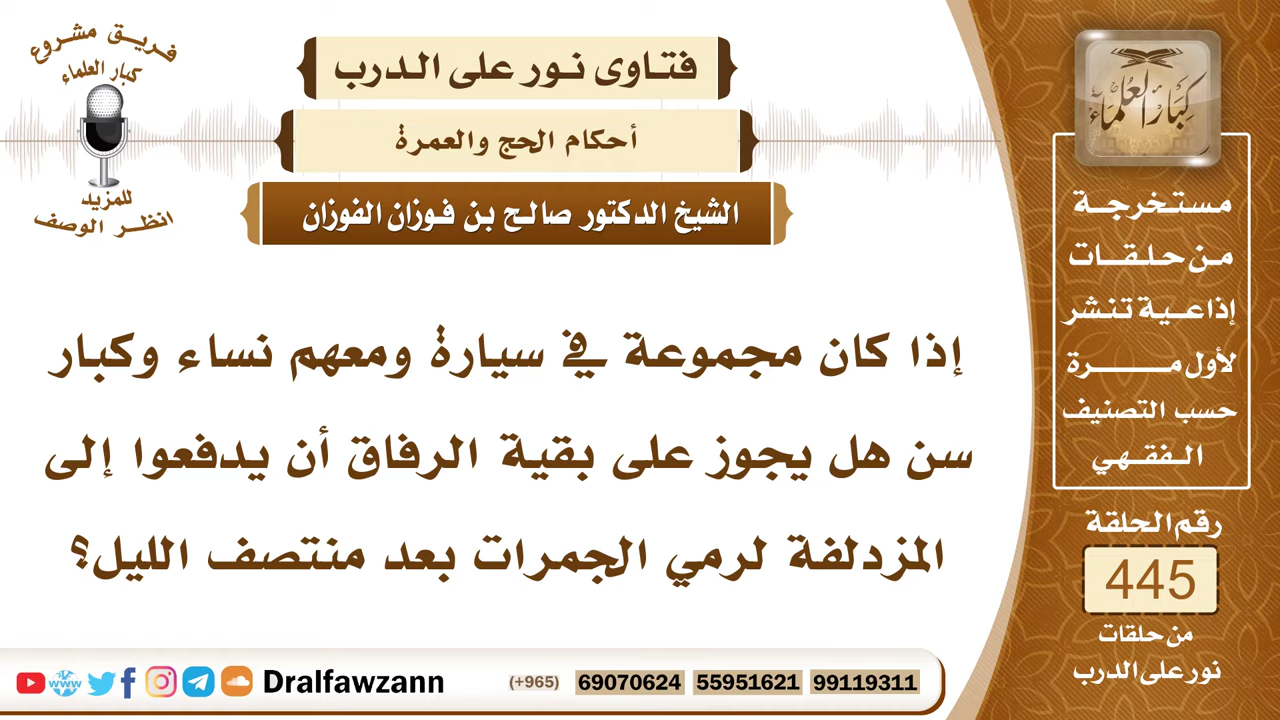 فريق مشروع
كبار العلماء
للمزيد
انظر الوصف
فتاوى نور على الدرب
أحكام الحج والعمرة
الشيخ الدكتور صالح بن فوزان الفوزان
إذا كان مجموعة في سيارة ومعهم نساء وكبار
سن هل يجوز على بقية الرفاق أن يدفعوا إلى
المزدلفة لرمي الجمرات بعد منتصف الليل؟
كبار العلماء
مستخرجة
من حلقات
إذاعية تنشر
لأول مرة
حسب التصنيف
الفقهي
رقم الحلقة
445
من حلقات
نور على الدرب
www Dralfawzann (+965) 69070624 55951621 99119311